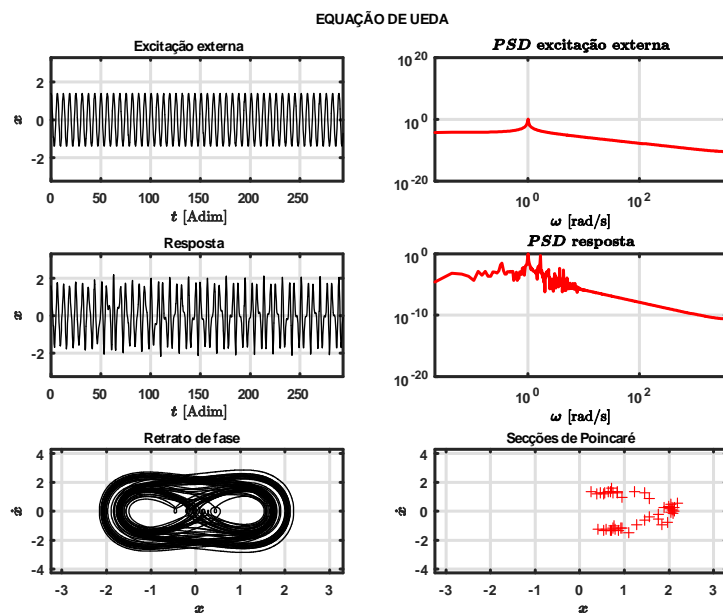 EQUAÇÃO DE UEDA
Excitação externa
x
2
0
-2
0 50 100 150 200 250
t [Adim]
PSD excitação externa
10^20
10^0
10^-20
10^0 10^2
ω [rad/s]
Resposta
x
2
0
-2
0 50 100 150 200 250
t [Adim]
PSD resposta
10^0
10^-10
10^-20
10^0 10^2
ω [rad/s]
Retrato de fase
ẋ
4
2
0
-2
-4
-3 -2 -1 0 1 2 3
x
Secções de Poincaré
ẋ
4
2
0
-2
-4
-3 -2 -1 0 1 2 3
x